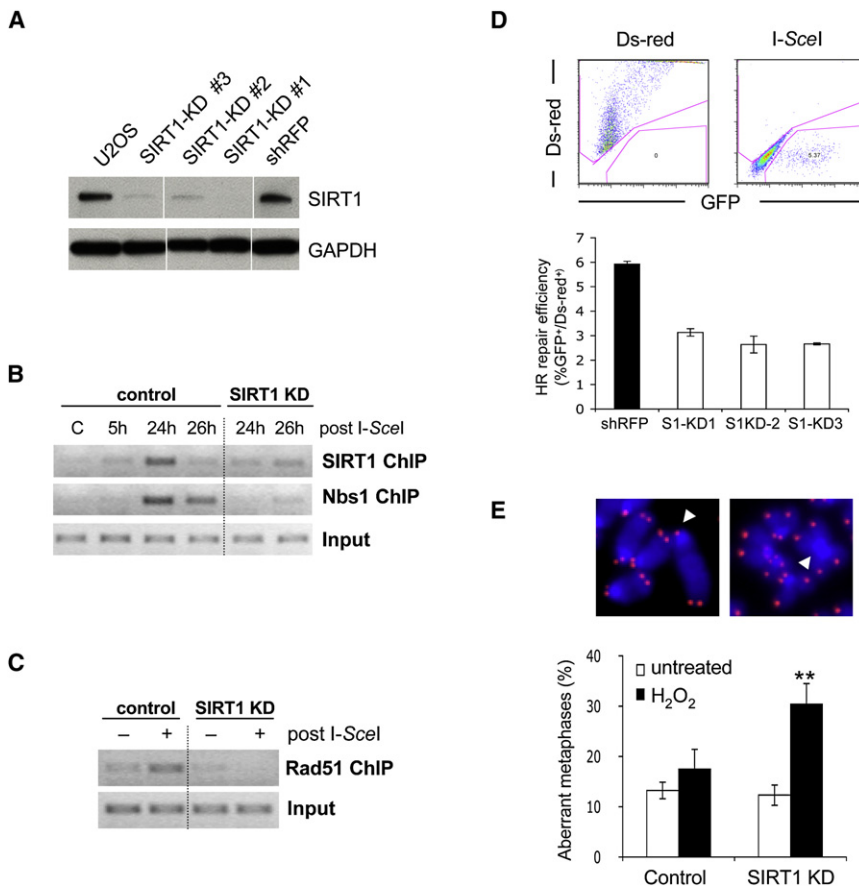 A
U2OS
SIRT1-KD #3
SIRT1-KD #2
SIRT1-KD #1
shRFP
SIRT1
GAPDH
B
control SIRT1 KD
C 5h 24h 26h 24h 26h post I-SceI
SIRT1 ChIP
Nbs1 ChIP
Input
C
control SIRT1 KD
– + – + post I-SceI
Rad51 ChIP
Input
D
Ds-red I-SceI
Ds-red
0
GFP
HR repair efficiency
(%GFP+/Ds-red+)
7
6
5
4
3
2
1
0
shRFP S1-KD1 S1KD-2 S1-KD3
E
Aberrant metaphases (%)
40
30
20
10
0
untreated
H2O2
**
Control SIRT1 KD